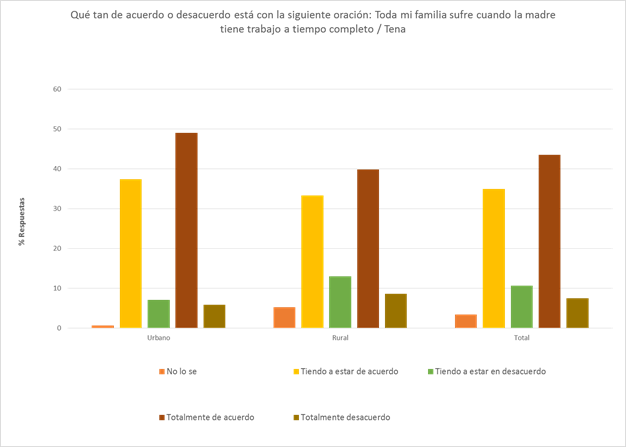 Qué tan de acuerdo o desacuerdo está con la siguiente oración: Toda mi familia sufre cuando la madre
tiene trabajo a tiempo completo / Tena
% Respuestas
60
50
40
30
20
10
0
Urbano Rural Total
No lo se Tiendo a estar de acuerdo Tiendo a estar en desacuerdo
Totalmente de acuerdo Totalmente desacuerdo